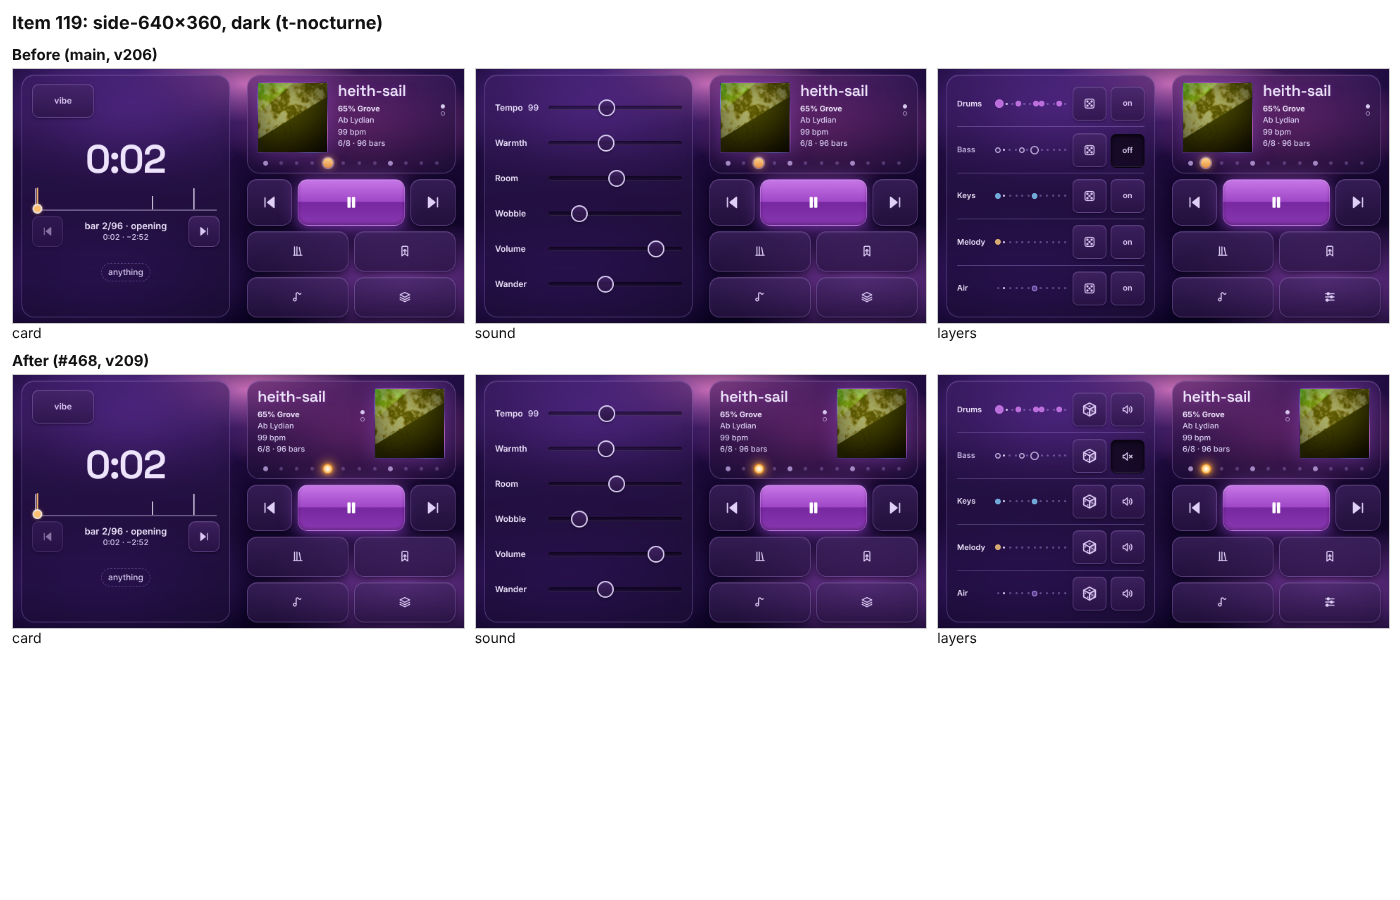 Item 119: side-640×360, dark (t-nocturne)
Before (main, v206)
vibe
0:02
bar 2/96 · opening
0:02 · −2:52
anything
heith-sail
65% Grove
Ab Lydian
99 bpm
6/8 · 96 bars
card
Tempo 99
Warmth
Room
Wobble
Volume
Wander
heith-sail
65% Grove
Ab Lydian
99 bpm
6/8 · 96 bars
sound
Drums on
Bass off
Keys on
Melody on
Air on
heith-sail
65% Grove
Ab Lydian
99 bpm
6/8 · 96 bars
layers
After (#468, v209)
vibe
0:02
bar 2/96 · opening
0:02 · −2:52
anything
heith-sail
65% Grove
Ab Lydian
99 bpm
6/8 · 96 bars
card
Tempo 99
Warmth
Room
Wobble
Volume
Wander
heith-sail
65% Grove
Ab Lydian
99 bpm
6/8 · 96 bars
sound
Drums
Bass
Keys
Melody
Air
heith-sail
65% Grove
Ab Lydian
99 bpm
6/8 · 96 bars
layers